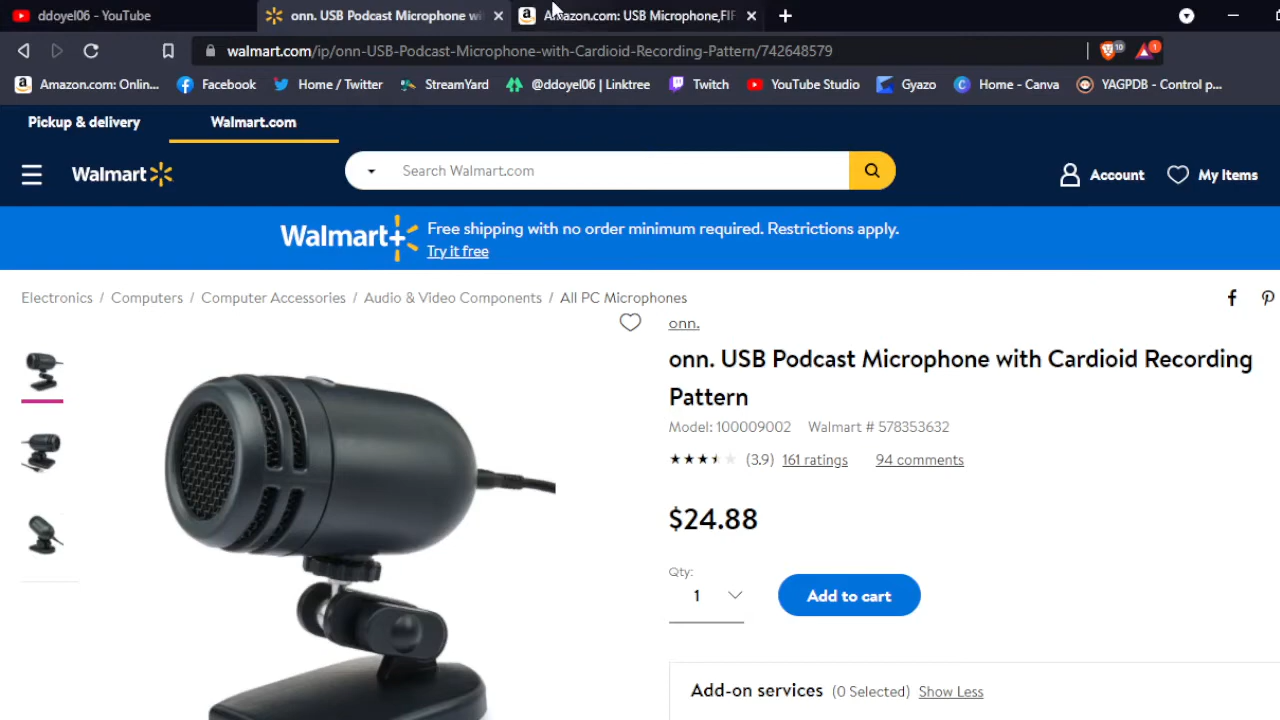 ddoyel06 - YouTube
onn. USB Podcast Microphone wi
Amazon.com: USB Microphone,FIF
walmart.com/ip/onn-USB-Podcast-Microphone-with-Cardioid-Recording-Pattern/742648579
10
1
Amazon.com: Onlin...
Facebook
Home / Twitter
StreamYard
@ddoyel06 | Linktree
Twitch
YouTube Studio
Gyazo
Home - Canva
YAGPDB - Control p...
Pickup & delivery
Walmart.com
Walmart
Search Walmart.com
Account
My Items
Walmart+
Free shipping with no order minimum required. Restrictions apply.
Try it free
Electronics / Computers / Computer Accessories / Audio & Video Components / All PC Microphones
onn.
onn. USB Podcast Microphone with Cardioid Recording
Pattern
Model: 100009002 Walmart # 578353632
(3.9) 161 ratings 94 comments
$24.88
Qty:
1
Add to cart
Add-on services (0 Selected) Show Less